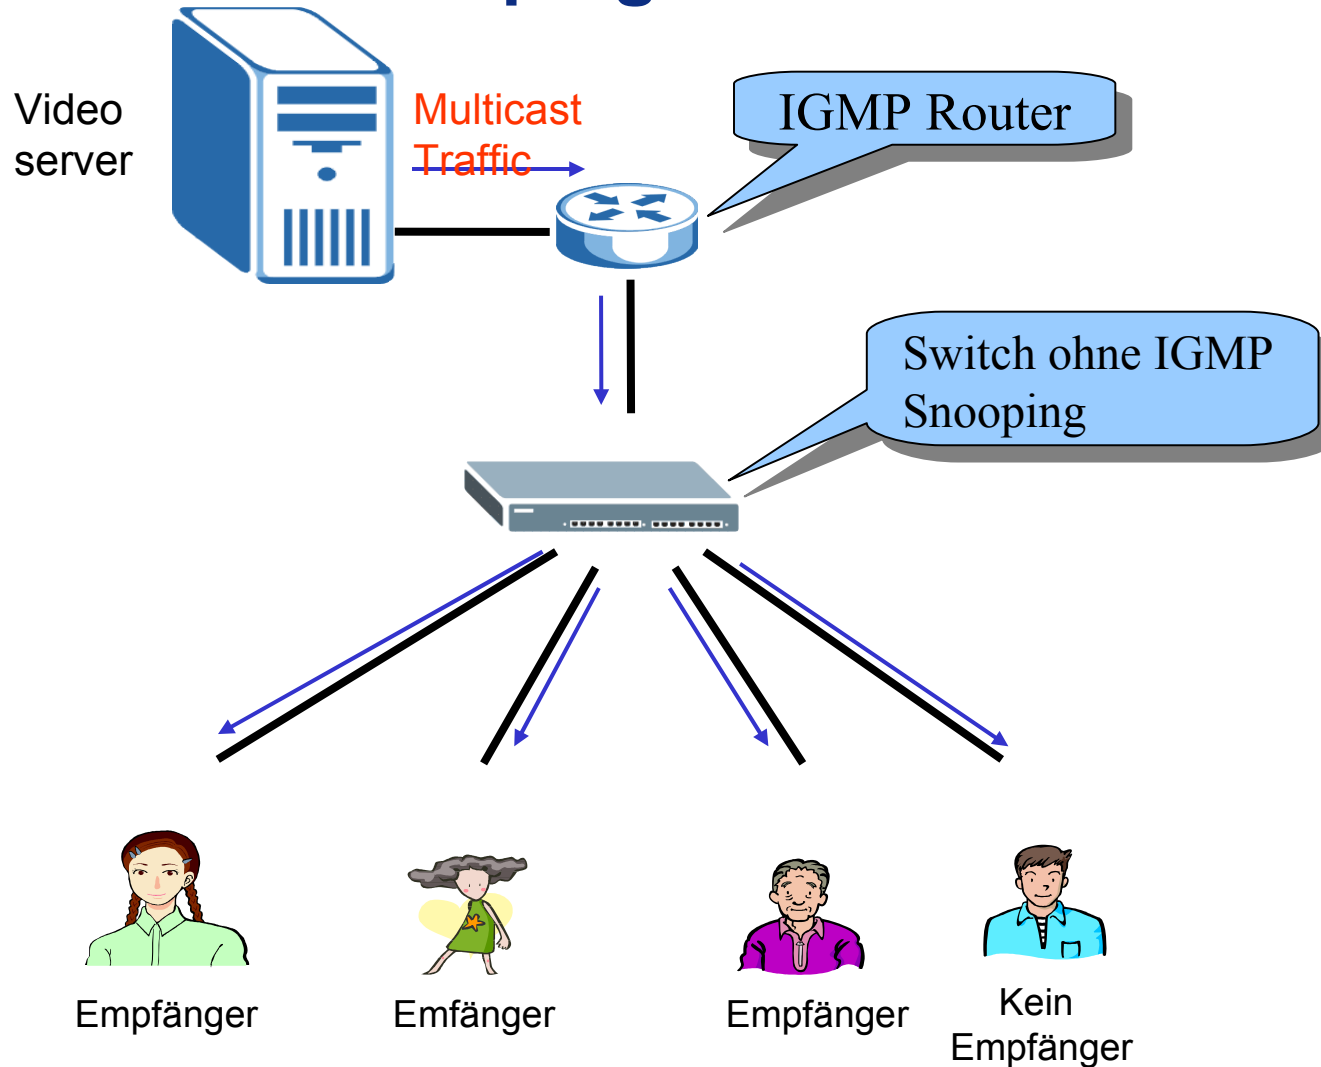 Video
server
Multicast
Traffic
IGMP Router
Switch ohne IGMP
Snooping
Empfänger
Emfänger
Empfänger
Kein
Empfänger